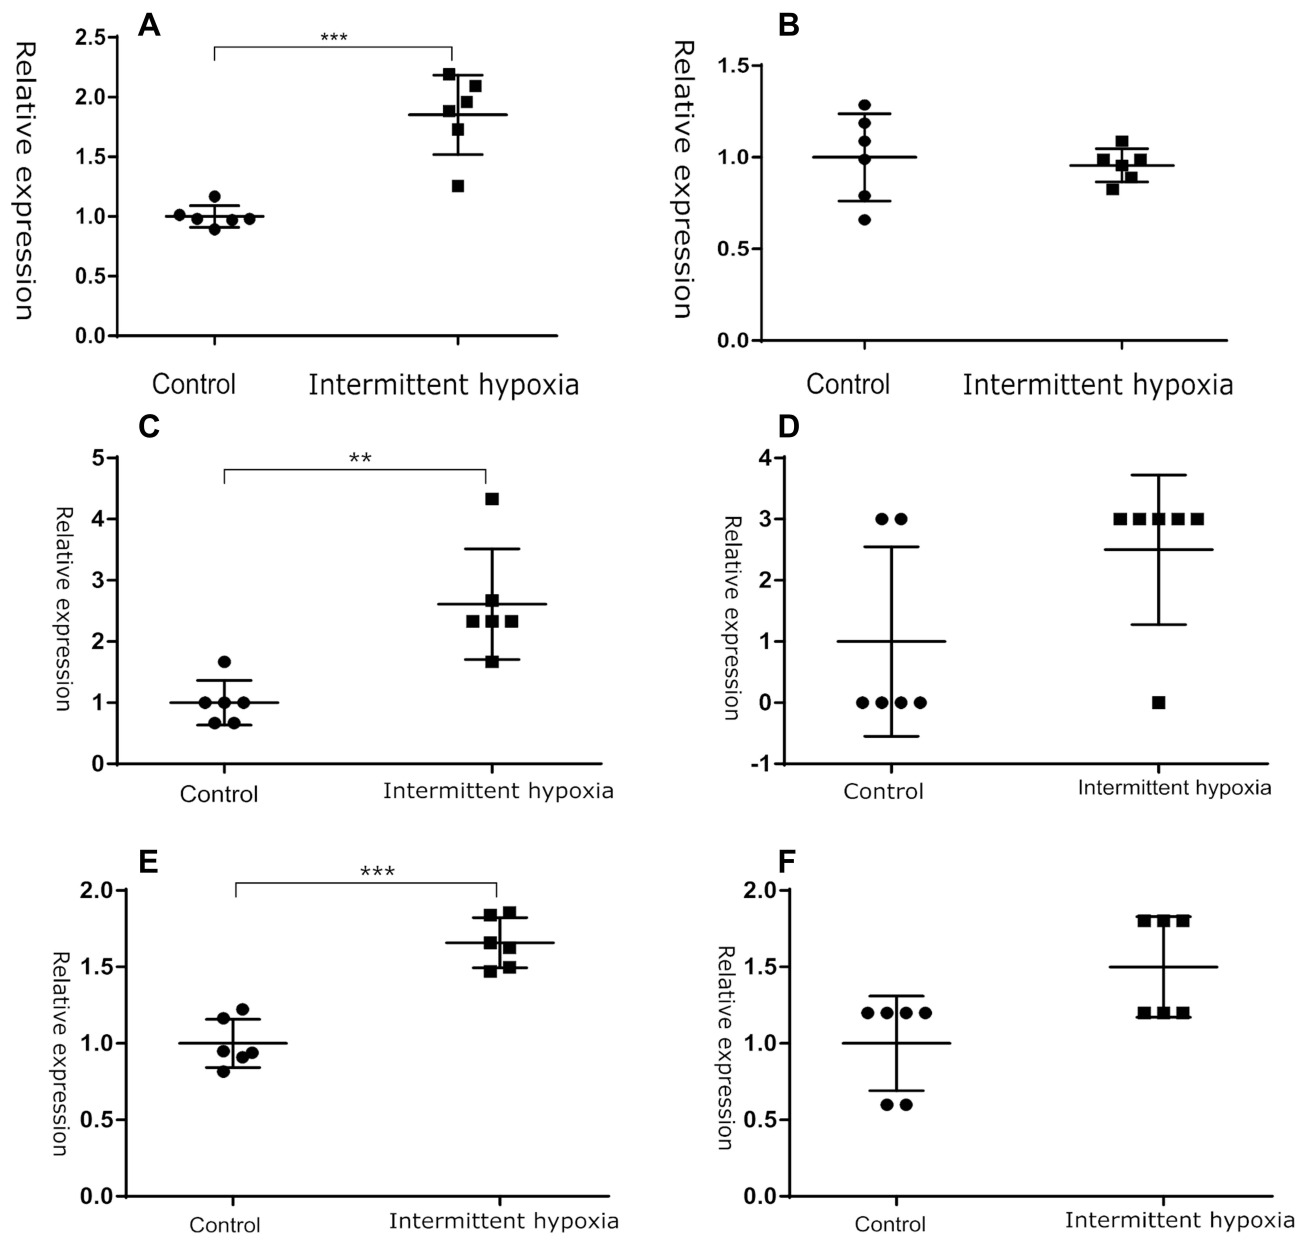 A
Relative expression
2.5
2.0
1.5
1.0
0.5
0.0
***
Control
Intermittent hypoxia
B
Relative expression
1.5
1.0
0.5
0.0
Control
Intermittent hypoxia
C
Relative expression
5
4
3
2
1
0
**
Control
Intermittent hypoxia
D
Relative expression
4
3
2
1
0
-1
Control
Intermittent hypoxia
E
Relative expression
2.0
1.5
1.0
0.5
0.0
***
Control
Intermittent hypoxia
F
Relative expression
2.0
1.5
1.0
0.5
0.0
Control
Intermittent hypoxia